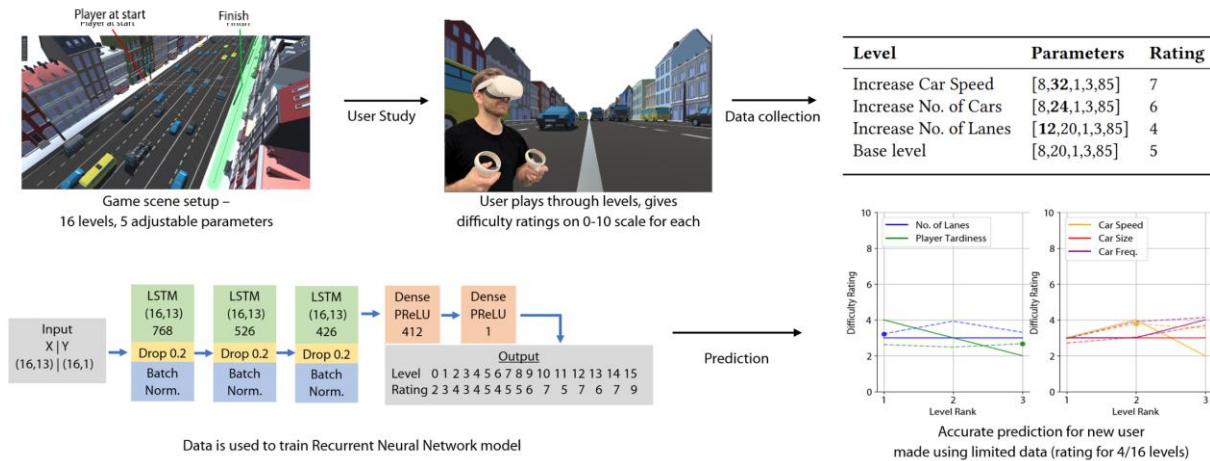 Player at start
Finish
Player at start
Finish
Game scene setup –
16 levels, 5 adjustable parameters
User Study
User plays through levels, gives
difficulty ratings on 0-10 scale for each
Data collection
Level Parameters Rating
Increase Car Speed [8,32,1,3,85] 7
Increase No. of Cars [8,24,1,3,85] 6
Increase No. of Lanes [12,20,1,3,85] 4
Base level [8,20,1,3,85] 5
Input
X | Y
(16,13) | (16,1)
LSTM
(16,13)
768
Drop 0.2
Batch
Norm.
LSTM
(16,13)
526
Drop 0.2
Batch
Norm.
LSTM
(16,13)
426
Drop 0.2
Batch
Norm.
Dense
PReLU
412
Dense
PReLU
1
Output
Level 0 1 2 3 4 5 6 7 8 9 10 11 12 13 14 15
Rating 2 3 4 3 4 5 4 5 5 6 7 5 7 6 7 9
Data is used to train Recurrent Neural Network model
Prediction
Difficulty Rating
10
8
6
4
2
0
No. of Lanes
Player Tardiness
1 2 3
Level Rank
Difficulty Rating
10
8
6
4
2
0
Car Speed
Car Size
Car Freq.
1 2 3
Level Rank
Accurate prediction for new user
made using limited data (rating for 4/16 levels)